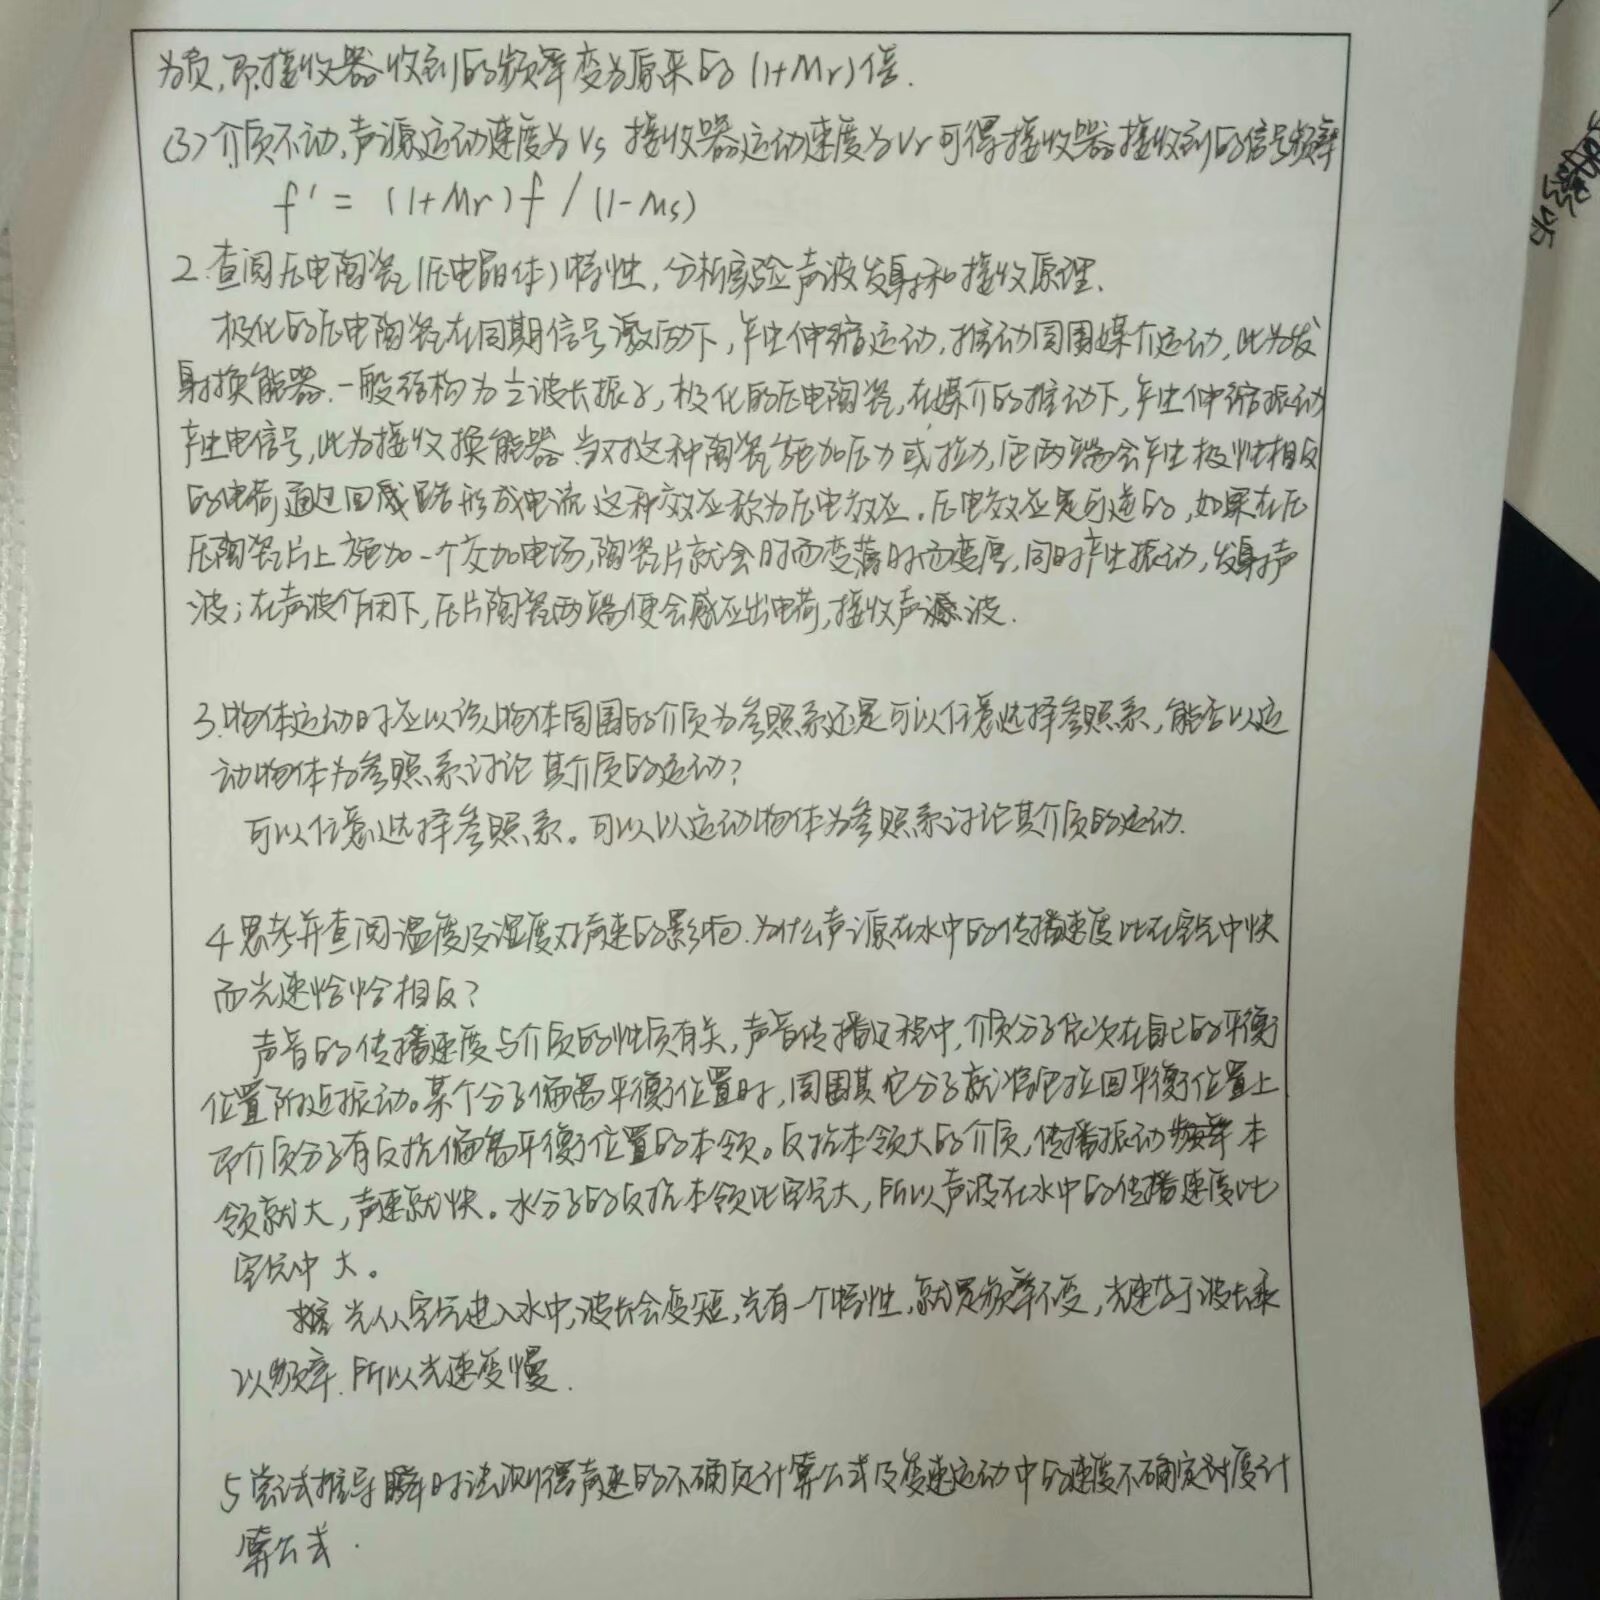 为负,即接收器收到的频率变为原来的(1+Mr)倍.
(3)介质不动,声源运动速度为Vs 接收器运动速度为Vr可得接收器接收到的信号频率
f' = (1+Mr)f / (1-Ms)
2.查阅压电陶瓷(压电晶体)特性,分析实验声波发射和接收原理.
极化的压电陶瓷在同期信号激励下,产生伸缩运动,推动周围媒介运动,此为发
射换能器.一般结构为½波长振子,极化的压电陶瓷,在媒介的推动下,产生伸缩振动
产生电信号,此为接收换能器.当对这种陶瓷施加压力或拉力,它两端会产生极性相反
的电荷通过回成路形成电流 这种效应称为压电效应.压电效应是可逆的,如果在压
压陶瓷片上施加一个交加电场,陶瓷片就会时而变薄时而变厚,同时产生振动,发射声
波;在声波作用下,压片陶瓷两端便会感应出电荷,接收声波.
3.物体运动时应以该物体周围的介质为参照系还是可以任意选择参照系,能否以运
动物体为参照系讨论其介质的运动?
可以任意选择参照系。可以以运动物体为参照系讨论其介质的运动.
4.思考并查阅温度及湿度对声速的影响.为什么声源在水中的传播速度比在空气中快
而光速恰恰相反?
声音的传播速度与介质的性质有关,声音传播过程中,介质分子依次在自己的平衡
位置附近振动。某个分子偏离平衡位置时,周围其它分子就将把拉回平衡位置上
即介质分子有反抗偏离平衡位置的本领。反抗本领大的介质,传播振动频率本
领就大,声速就快。水分子的反抗本领比空气大,所以声波在水中的传播速度比
空气中大。
光从空气进入水中,波长会变短,光有一个特性,就是频率不变,光速等于波长乘
以频率.所以光速变慢.
5 尝试推导瞬时法测得声速的不确定计算公式及变速运动中的速度不确定度计
算公式.